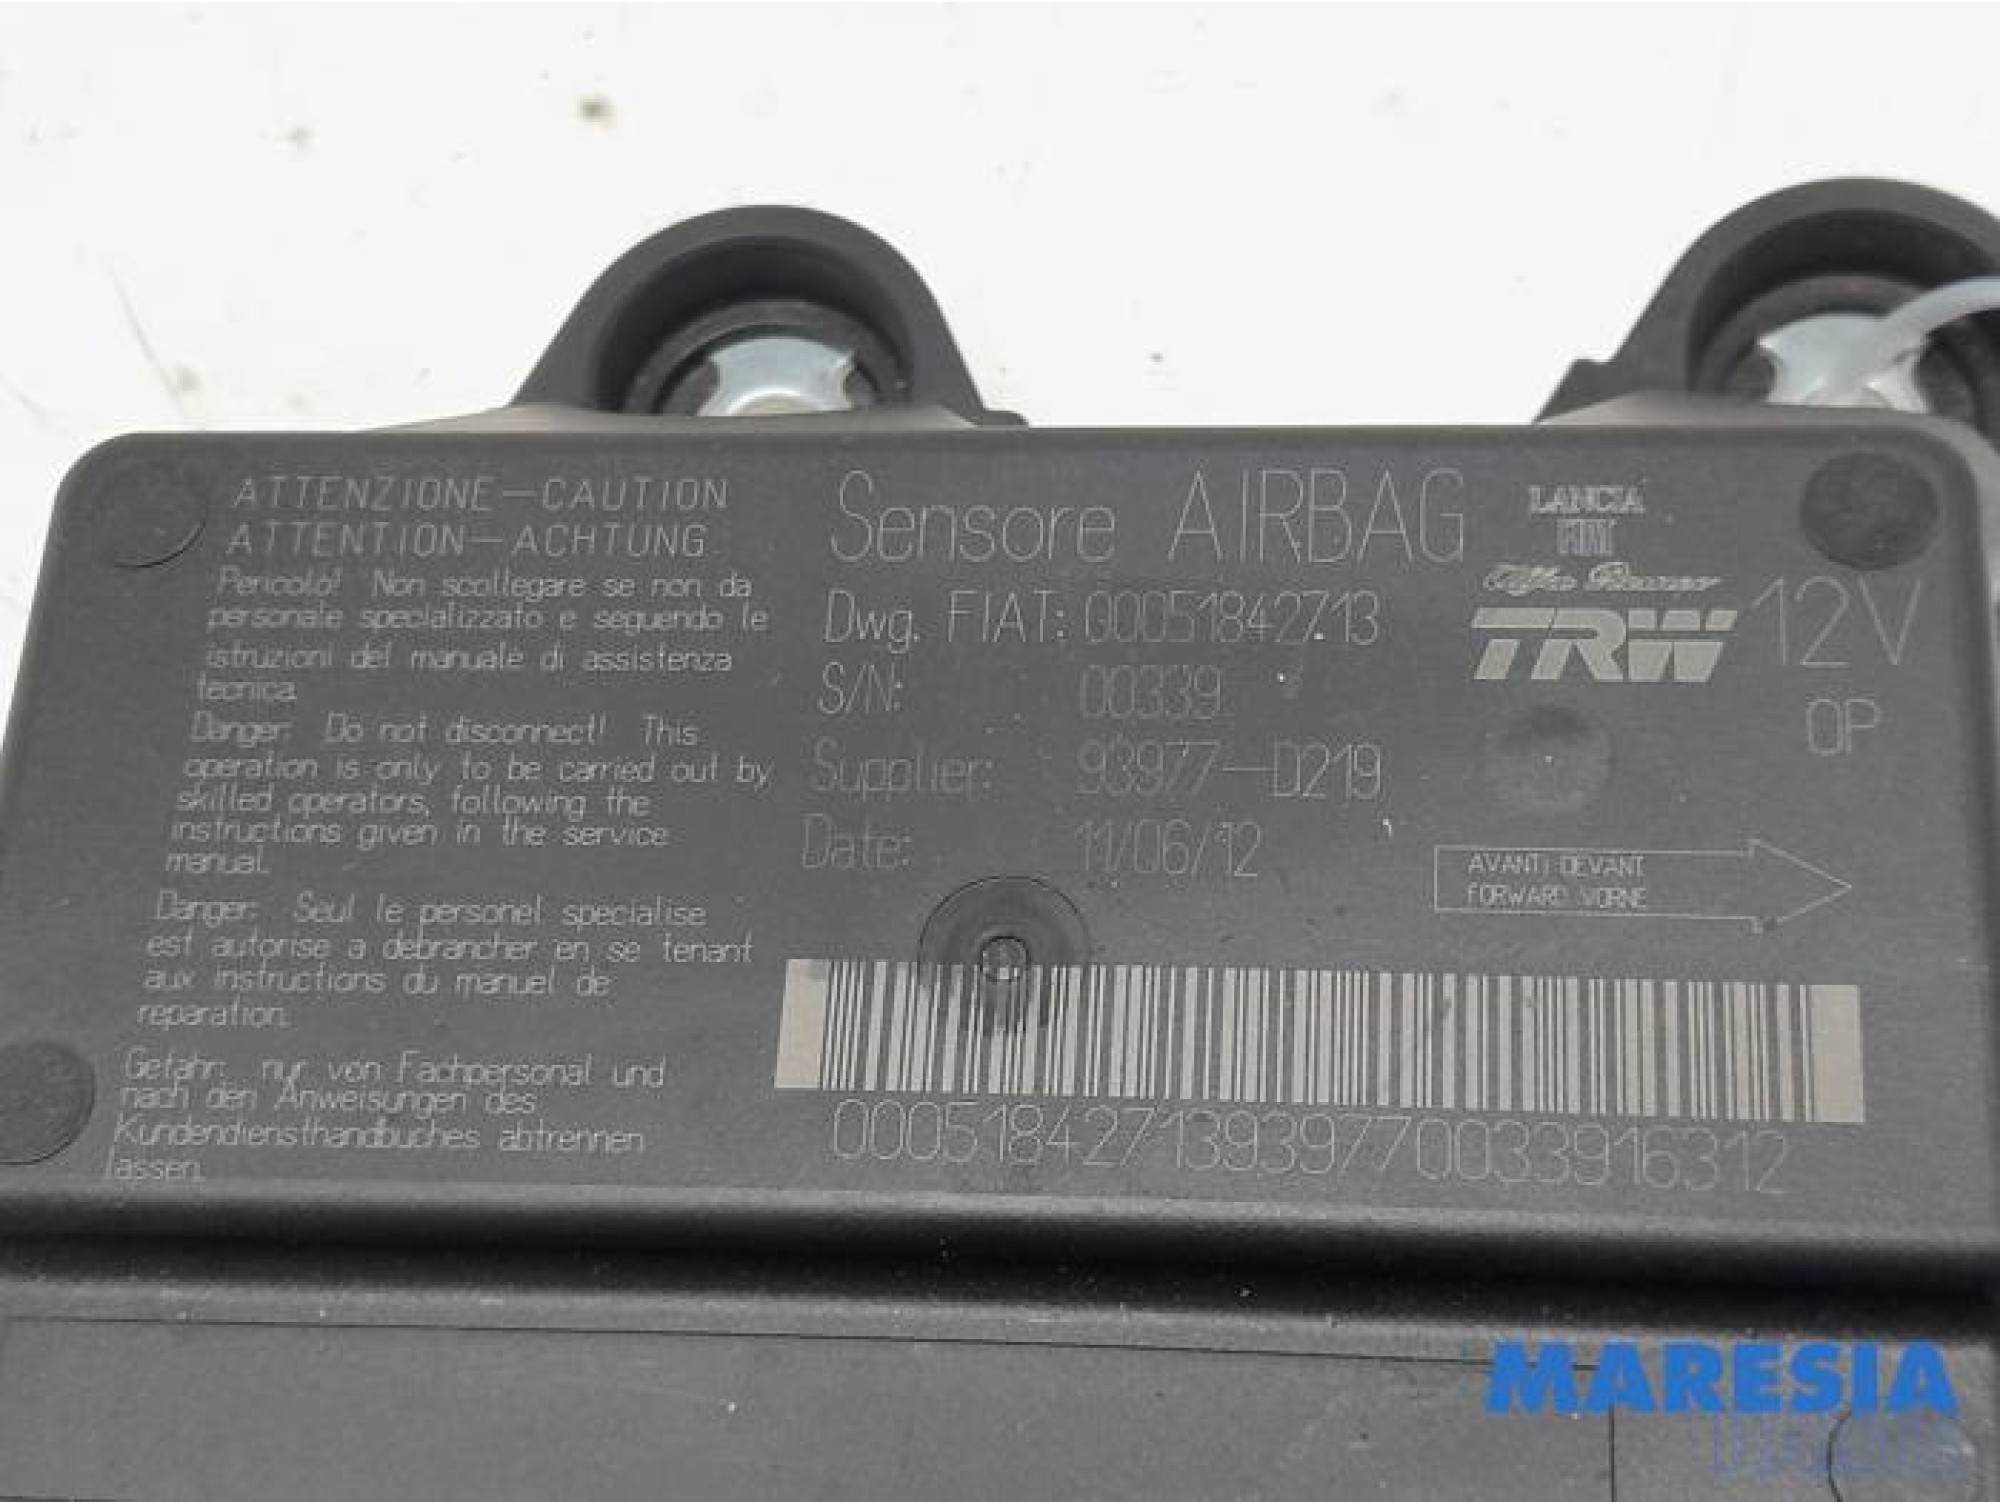 ATTENZIONE-CAUTION
ATTENTION-ACHTUNG
Pericolo! Non scollegare se non da
personale specializzato e seguendo le
istruzioni del manuale di assistenza
tecnica.
Danger: Do not disconnect! This
operation is only to be carried out by
skilled operators, following the
instructions given in the service
manual.
Danger: Seul le personel specialise
est autorise a debrancher en se tenant
aux instructions du manuel de
reparation.
Gefahr: nur von Fachpersonal und
nach den Anweisungen des
Kundendiensthandbuches abtrennen
lassen.
Sensore AIRBAG
Dwg. FIAT: 00051842713
S/N: 00339
Supplier: 93977-D219
Date: 11/06/12
LANCIA
FIAT
Alfa Romeo
TRW
12V
OP
AVANTI DEVANT
FORWARD VORNE
00051842713939770033916312
MARESIA